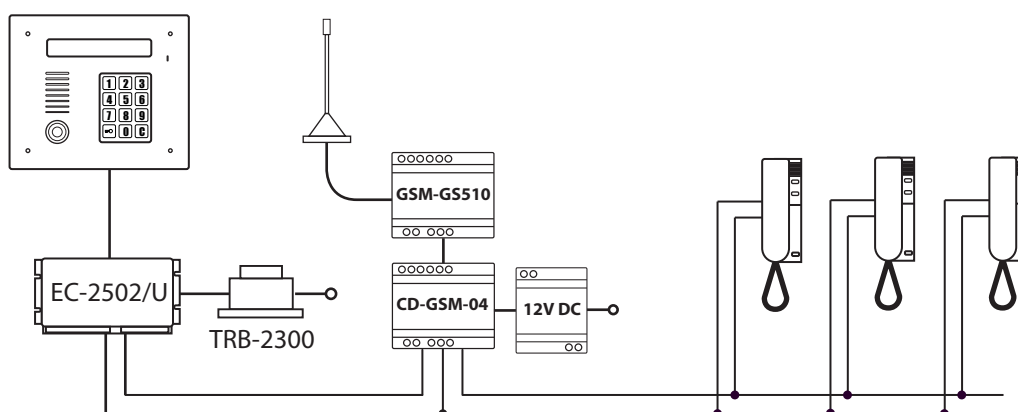 1 2 3
4 5 6
7 8 9
0 C
GSM-GS510
EC-2502/U
TRB-2300
CD-GSM-04
12V DC